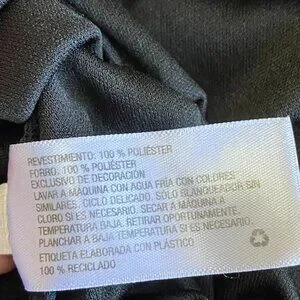 REVESTIMIENTO: 100 % POLIÉSTER
FORRO: 100 % POLIÉSTER
EXCLUSIVO DE DECORACIÓN
LAVAR A MÁQUINA CON AGUA FRÍA CON COLORES
SIMILARES. CICLO DELICADO. SOLO BLANQUEADOR SIN
CLORO SI ES NECESARIO. SECAR A MÁQUINA A
TEMPERATURA BAJA. RETIRAR OPORTUNAMENTE.
PLANCHAR A BAJA TEMPERATURA SI ES NECESARIO.
ETIQUETA ELABORADA CON PLÁSTICO
100 % RECICLADO